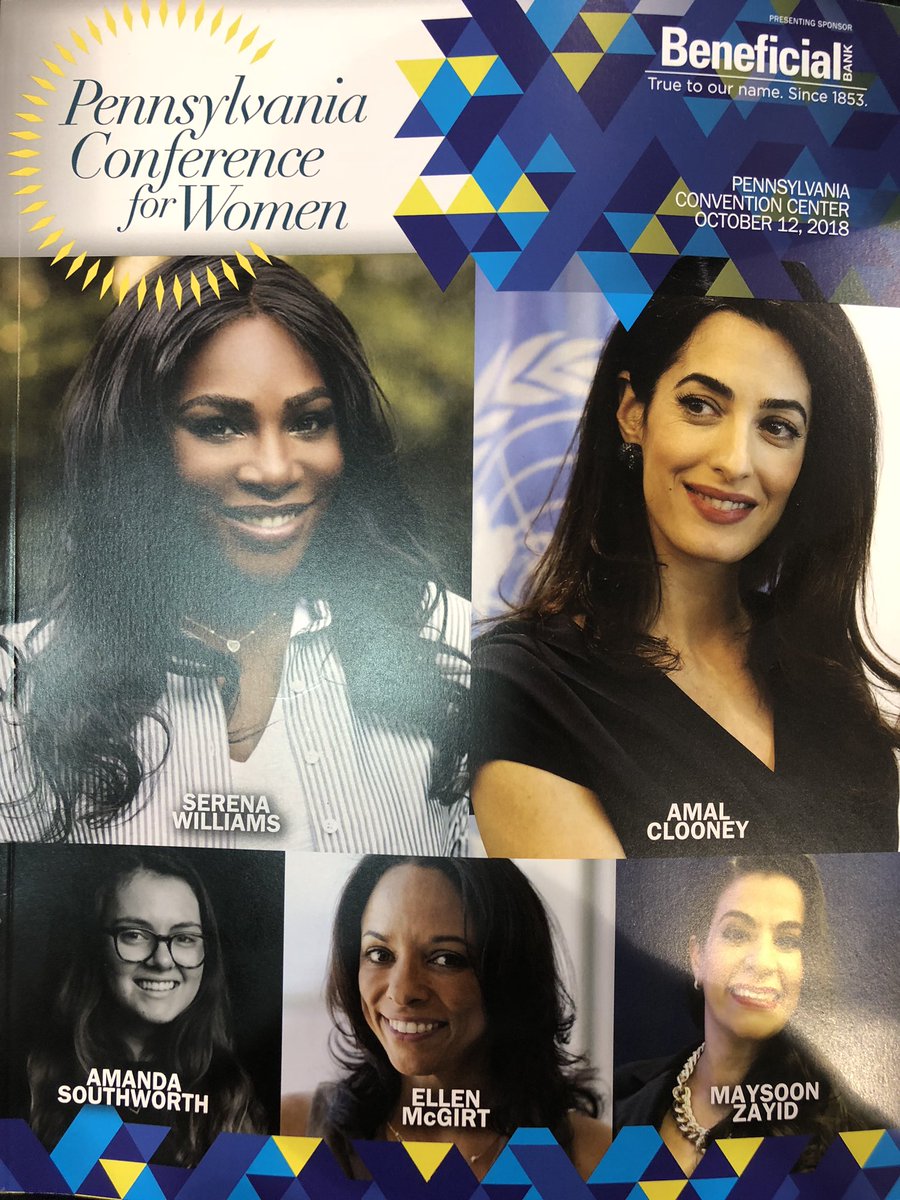 Pennsylvania
Conference
for Women
PRESENTING SPONSOR
Beneficial BANK
True to our name. Since 1853.
PENNSYLVANIA
CONVENTION CENTER
OCTOBER 12, 2018
SERENA
WILLIAMS
AMAL
CLOONEY
AMANDA
SOUTHWORTH
ELLEN
McGIRT
MAYSOON
ZAYID